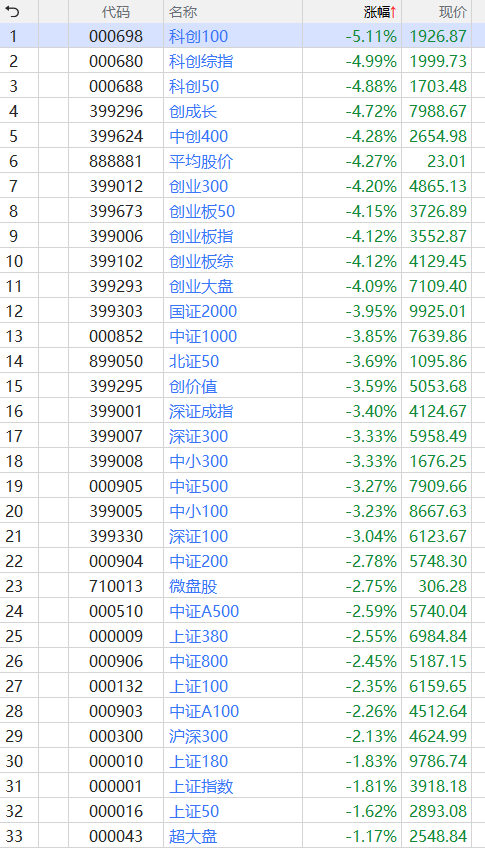 代码 名称 涨幅↑ 现价
1 000698 科创100 -5.11% 1926.87
2 000680 科创综指 -4.99% 1999.73
3 000688 科创50 -4.88% 1703.48
4 399296 创成长 -4.72% 7988.67
5 399624 中创400 -4.28% 2654.98
6 888881 平均股价 -4.27% 23.01
7 399012 创业300 -4.20% 4865.13
8 399673 创业板50 -4.15% 3726.89
9 399006 创业板指 -4.12% 3552.87
10 399102 创业板综 -4.12% 4129.45
11 399293 创业大盘 -4.09% 7109.40
12 399303 国证2000 -3.95% 9925.01
13 000852 中证1000 -3.85% 7639.86
14 899050 北证50 -3.69% 1095.86
15 399295 创价值 -3.59% 5053.68
16 399001 深证成指 -3.40% 4124.67
17 399007 深证300 -3.33% 5958.49
18 399008 中小300 -3.33% 1676.25
19 000905 中证500 -3.27% 7909.66
20 399005 中小100 -3.23% 8667.63
21 399330 深证100 -3.04% 6123.67
22 000904 中证200 -2.78% 5748.30
23 710013 微盘股 -2.75% 306.28
24 000510 中证A500 -2.59% 5740.04
25 000009 上证380 -2.55% 6984.84
26 000906 中证800 -2.45% 5187.15
27 000132 上证100 -2.35% 6159.65
28 000903 中证A100 -2.26% 4512.64
29 000300 沪深300 -2.13% 4624.99
30 000010 上证180 -1.83% 9786.74
31 000001 上证指数 -1.81% 3918.18
32 000016 上证50 -1.62% 2893.08
33 000043 超大盘 -1.17% 2548.84